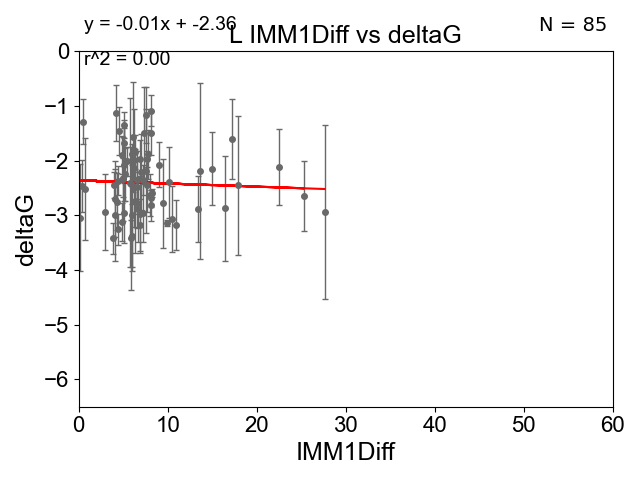 y = -0.01x + -2.36
N = 85
L IMM1Diff vs deltaG
r^2 = 0.00
0
−1
−2
−3
−4
−5
−6
deltaG
0 10 20 30 40 50 60
IMM1Diff